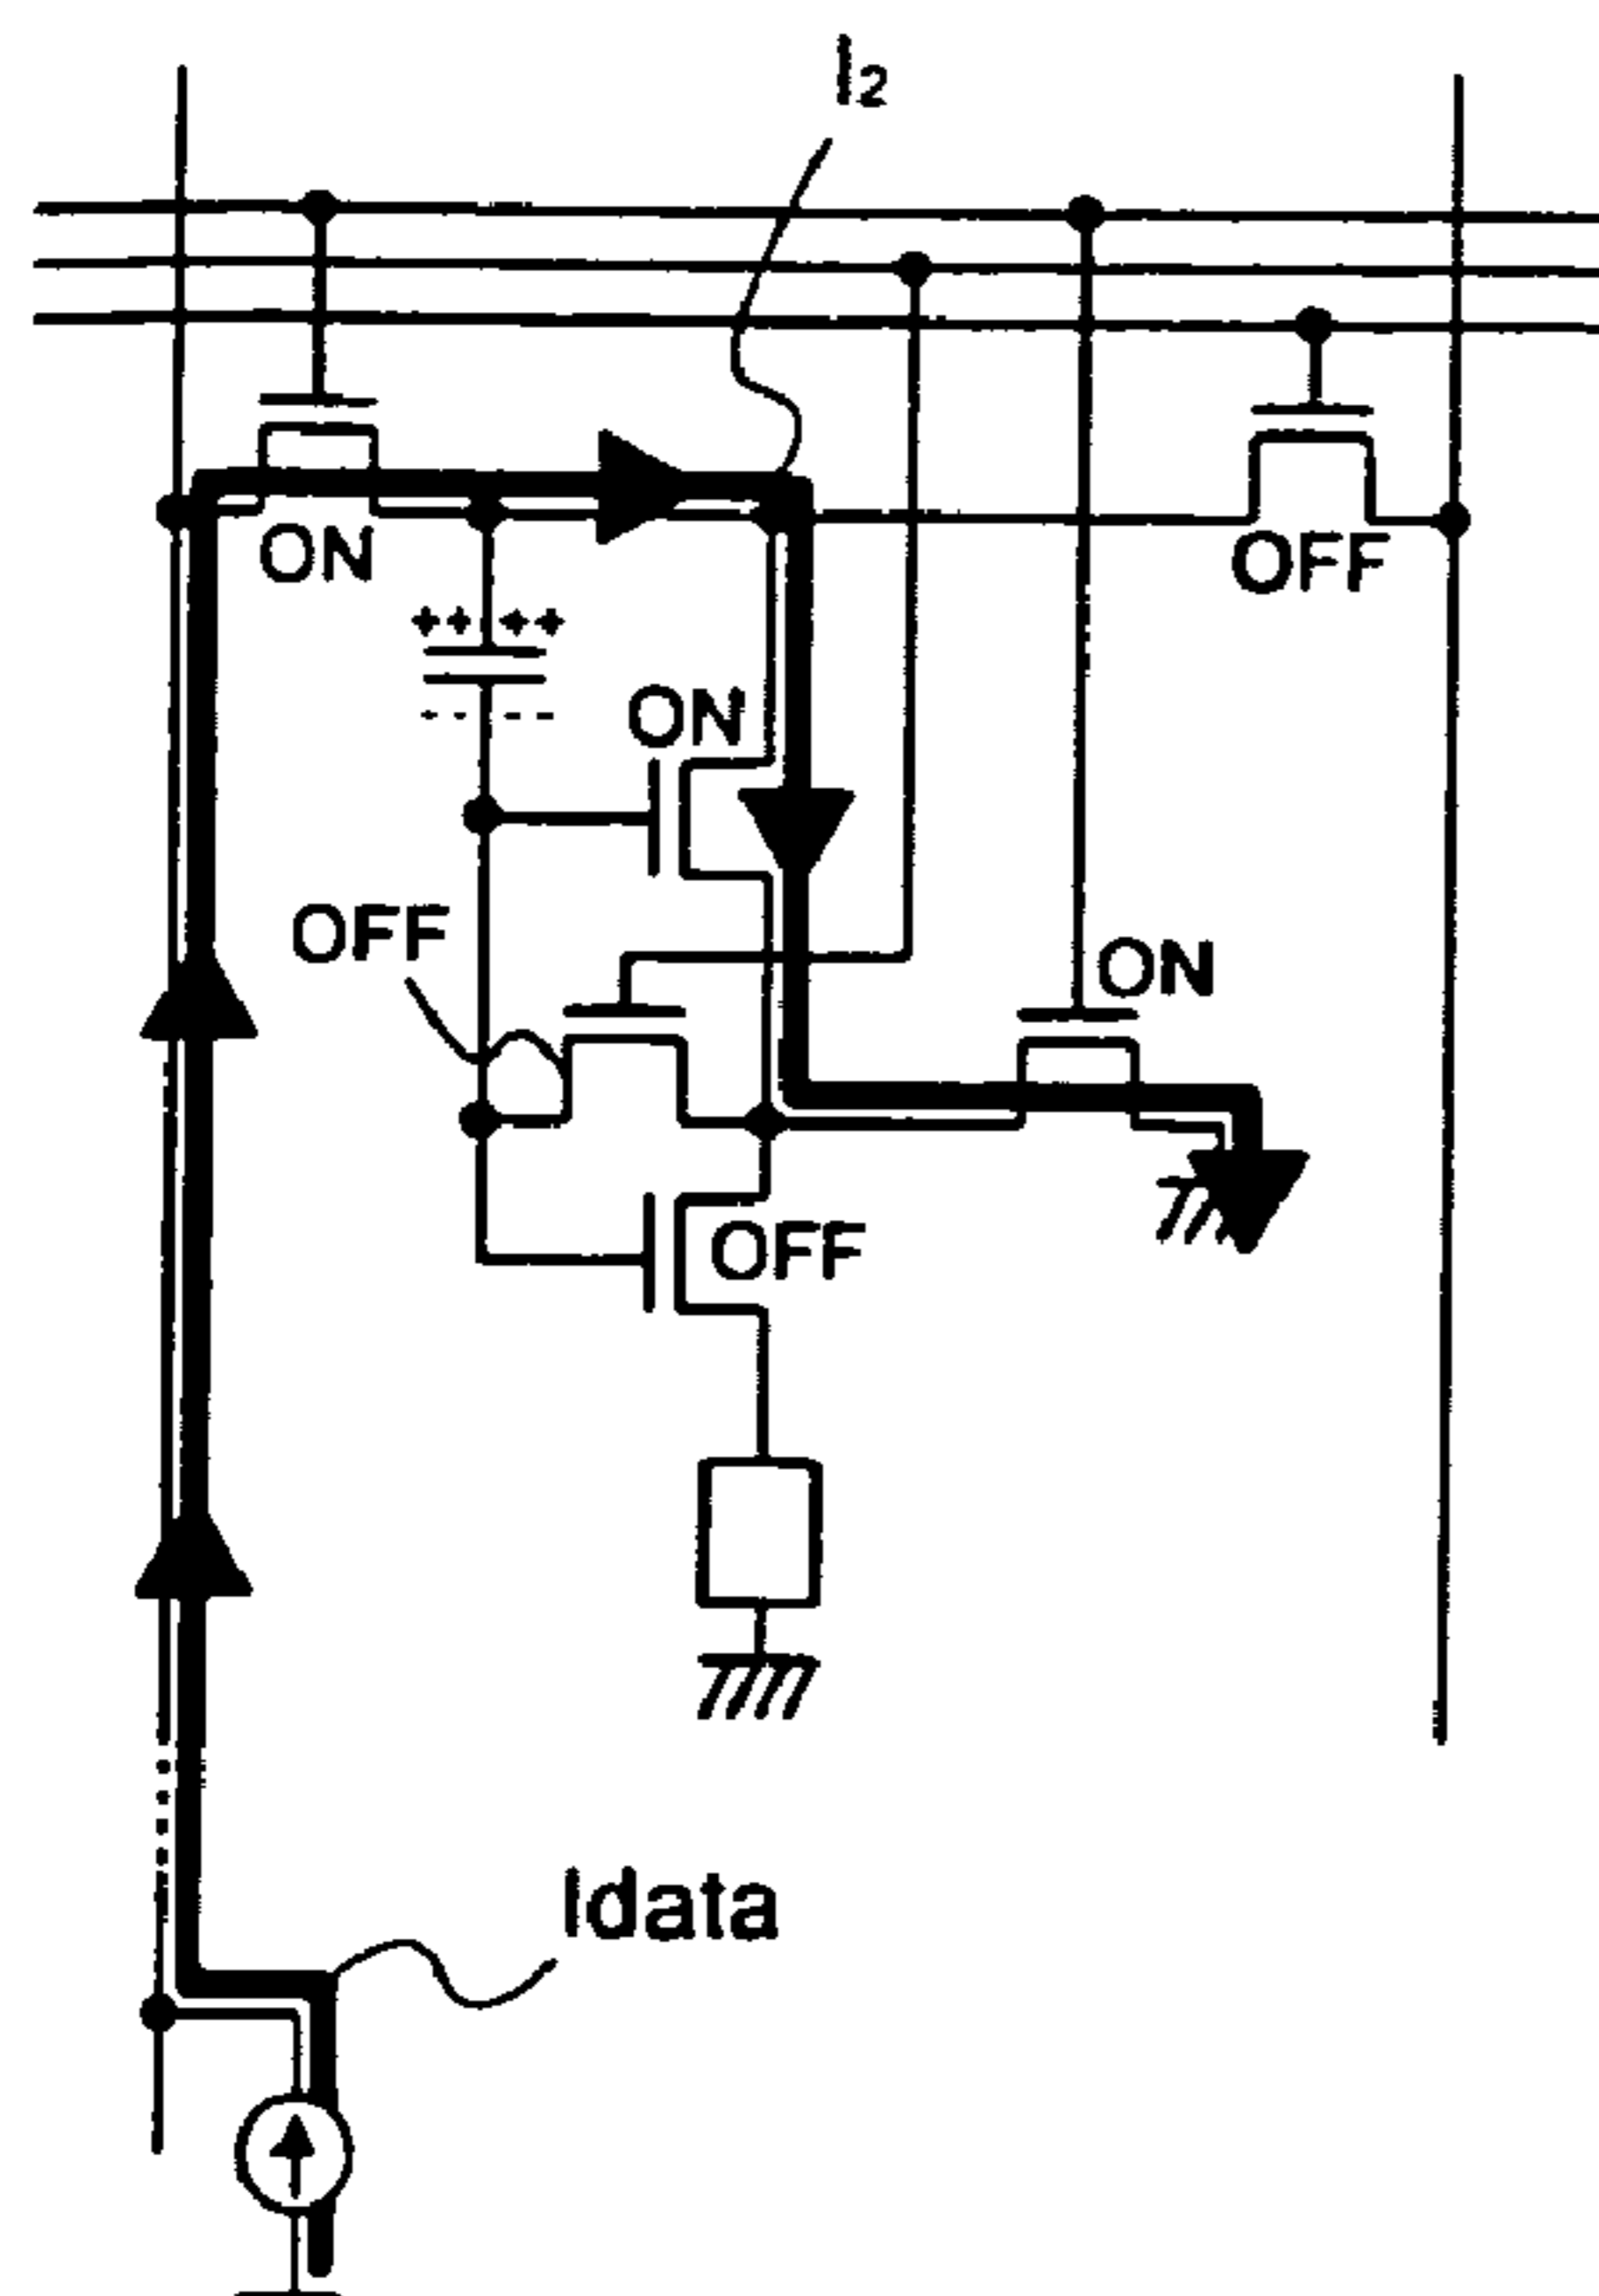 I2
ON
OFF
++ ++
- - - -
ON
OFF
ON
OFF
Idata